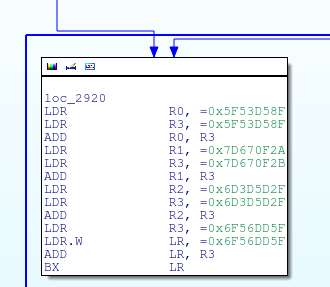 loc_2920
LDR R0, =0x5F53D58F
LDR R3, =0x5F53D58F
ADD R0, R3
LDR R1, =0x7D670F2A
LDR R3, =0x7D670F2B
ADD R1, R3
LDR R2, =0x6D3D5D2F
LDR R3, =0x6D3D5D2F
ADD R2, R3
LDR R3, =0x6F56DD5F
LDR.W LR, =0x6F56DD5F
ADD LR, R3
BX LR